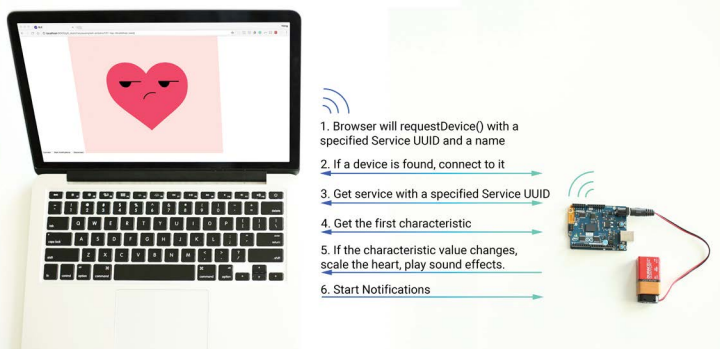 1. Browser will requestDevice() with a
specified Service UUID and a name
2. If a device is found, connect to it
3. Get service with a specified Service UUID
4. Get the first characteristic
5. If the characteristic value changes,
scale the heart, play sound effects.
6. Start Notifications